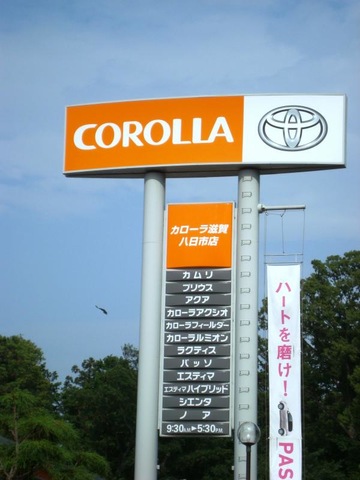 COROLLA
カローラ滋賀
八日市店
カムリ
プリウス
アクア
カローラアクシオ
カローラフィールダー
カローラルミオン
ラクティス
パッソ
エスティマ
エスティマハイブリッド
シエンタ
ノア
9:30A.M.▶5:30P.M.
ハートを磨け!
PAS